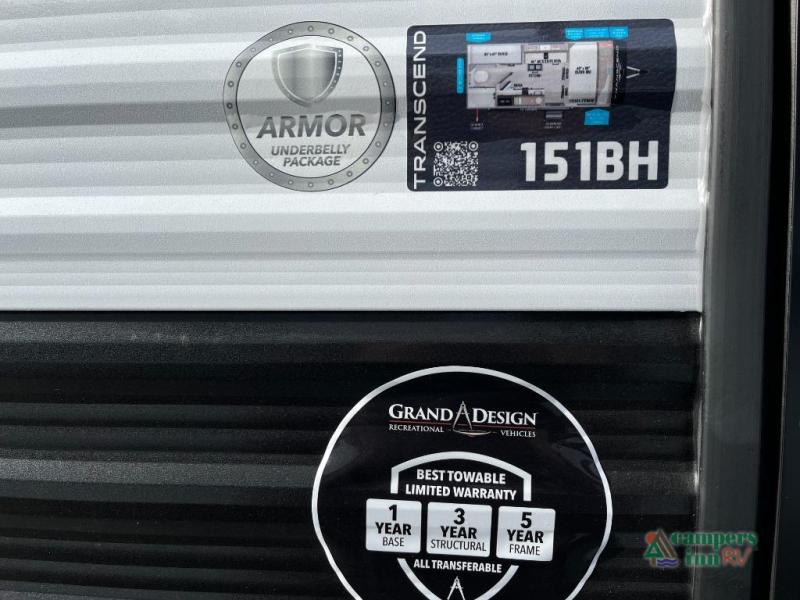 ARMOR
UNDERBELLY
PACKAGE
TRANSCEND
151BH
GRAND DESIGN
RECREATIONAL VEHICLES
BEST TOWABLE
LIMITED WARRANTY
1 YEAR BASE
3 YEAR STRUCTURAL
5 YEAR FRAME
ALL TRANSFERABLE
campers
inn RV